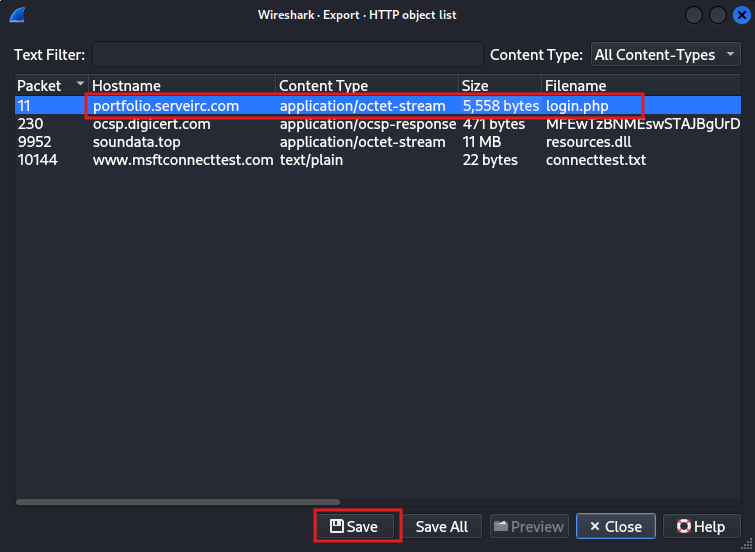 Wireshark · Export · HTTP object list
Text Filter: Content Type: All Content-Types
Packet Hostname Content Type Size Filename
11 portfolio.serveirc.com application/octet-stream 5,558 bytes login.php
230 ocsp.digicert.com application/ocsp-response 471 bytes MFEwTzBNMEswSTAJBgUrD
9952 soundata.top application/octet-stream 11 MB resources.dll
10144 www.msftconnecttest.com text/plain 22 bytes connecttest.txt
Save Save All Preview Close Help